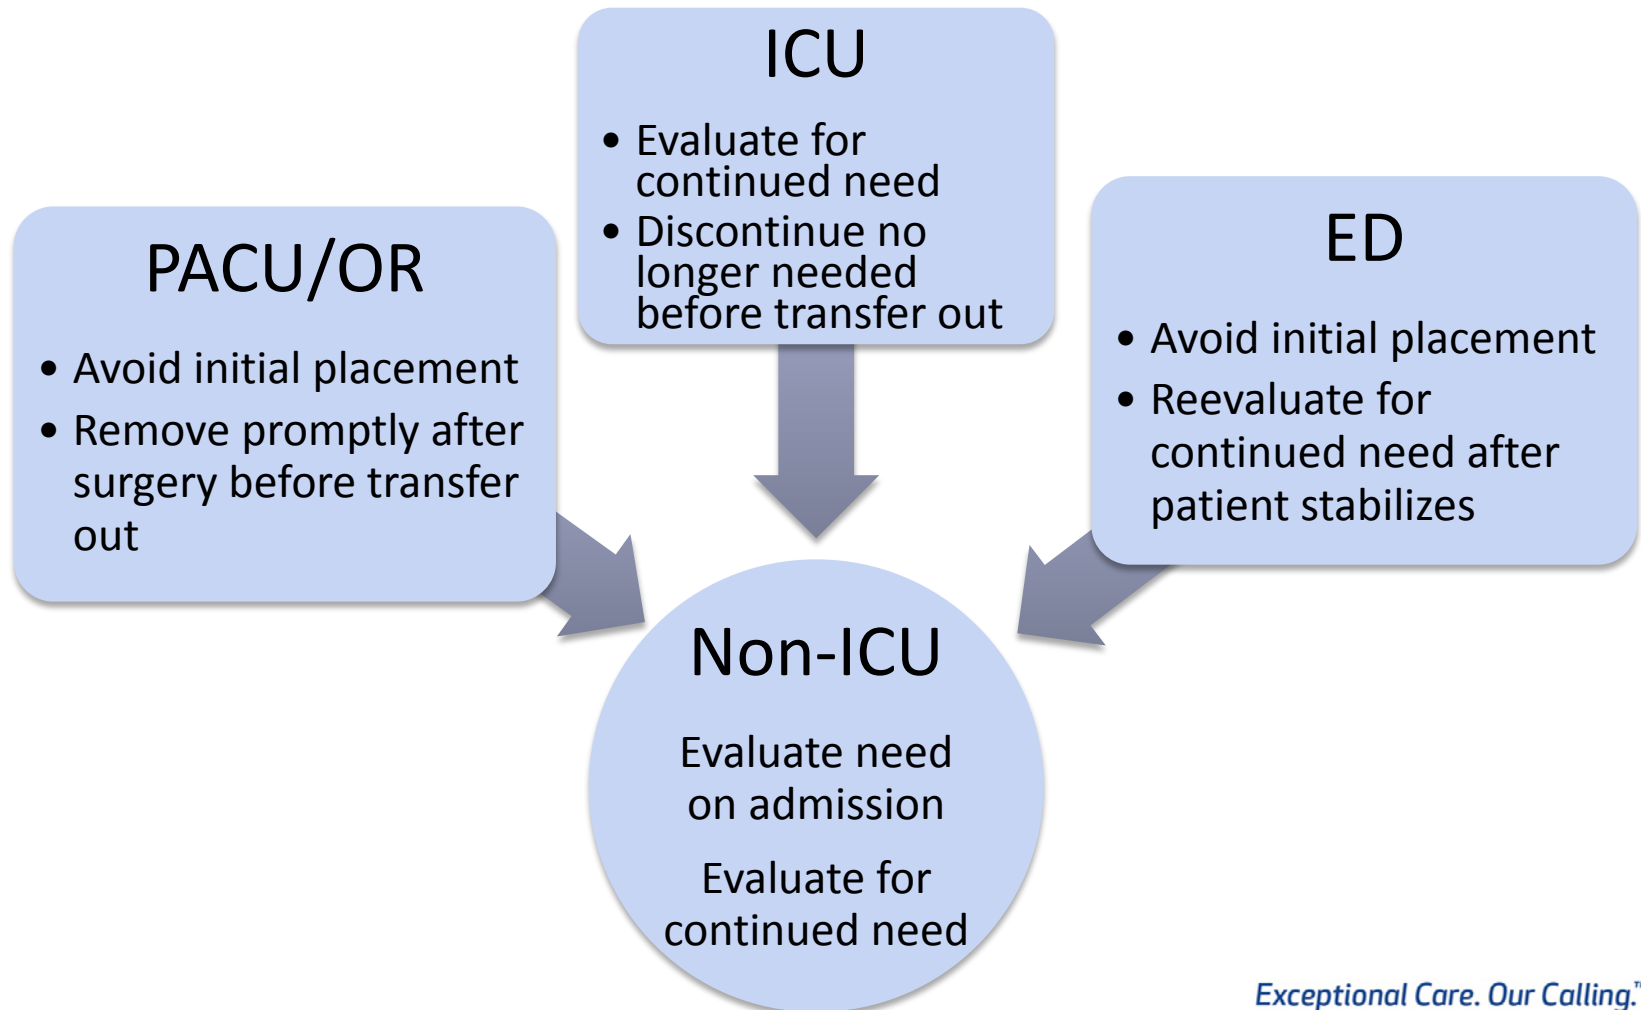 ICU
• Evaluate for
continued need
• Discontinue no
longer needed
before transfer out
PACU/OR
• Avoid initial placement
• Remove promptly after
surgery before transfer
out
ED
• Avoid initial placement
• Reevaluate for
continued need after
patient stabilizes
Non-ICU
Evaluate need
on admission
Evaluate for
continued need
Exceptional Care. Our Calling.™